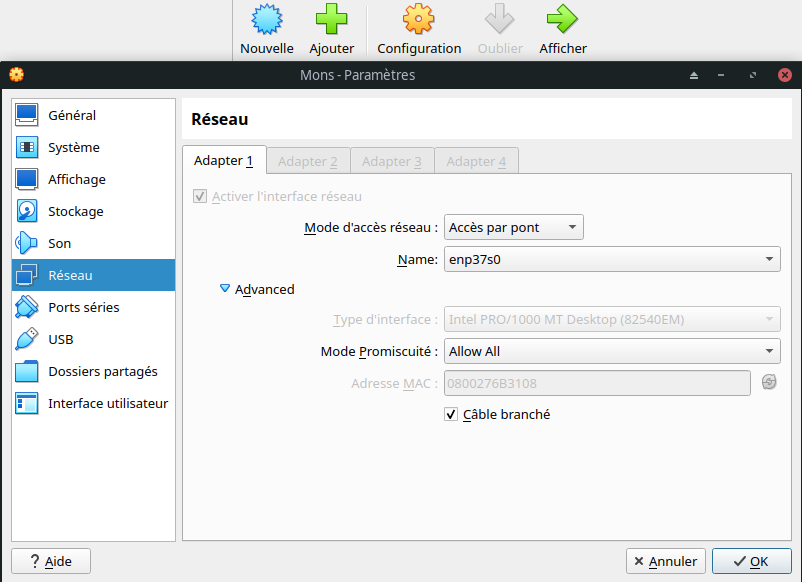 Nouvelle Ajouter Configuration Oublier Afficher
Mons - Paramètres
Général
Système
Affichage
Stockage
Son
Réseau
Ports séries
USB
Dossiers partagés
Interface utilisateur
Réseau
Adapter 1 Adapter 2 Adapter 3 Adapter 4
Activer l'interface réseau
Mode d'accès réseau : Accès par pont
Name: enp37s0
Advanced
Type d'interface : Intel PRO/1000 MT Desktop (82540EM)
Mode Promiscuité : Allow All
Adresse MAC : 0800276B3108
Câble branché
? Aide Annuler OK